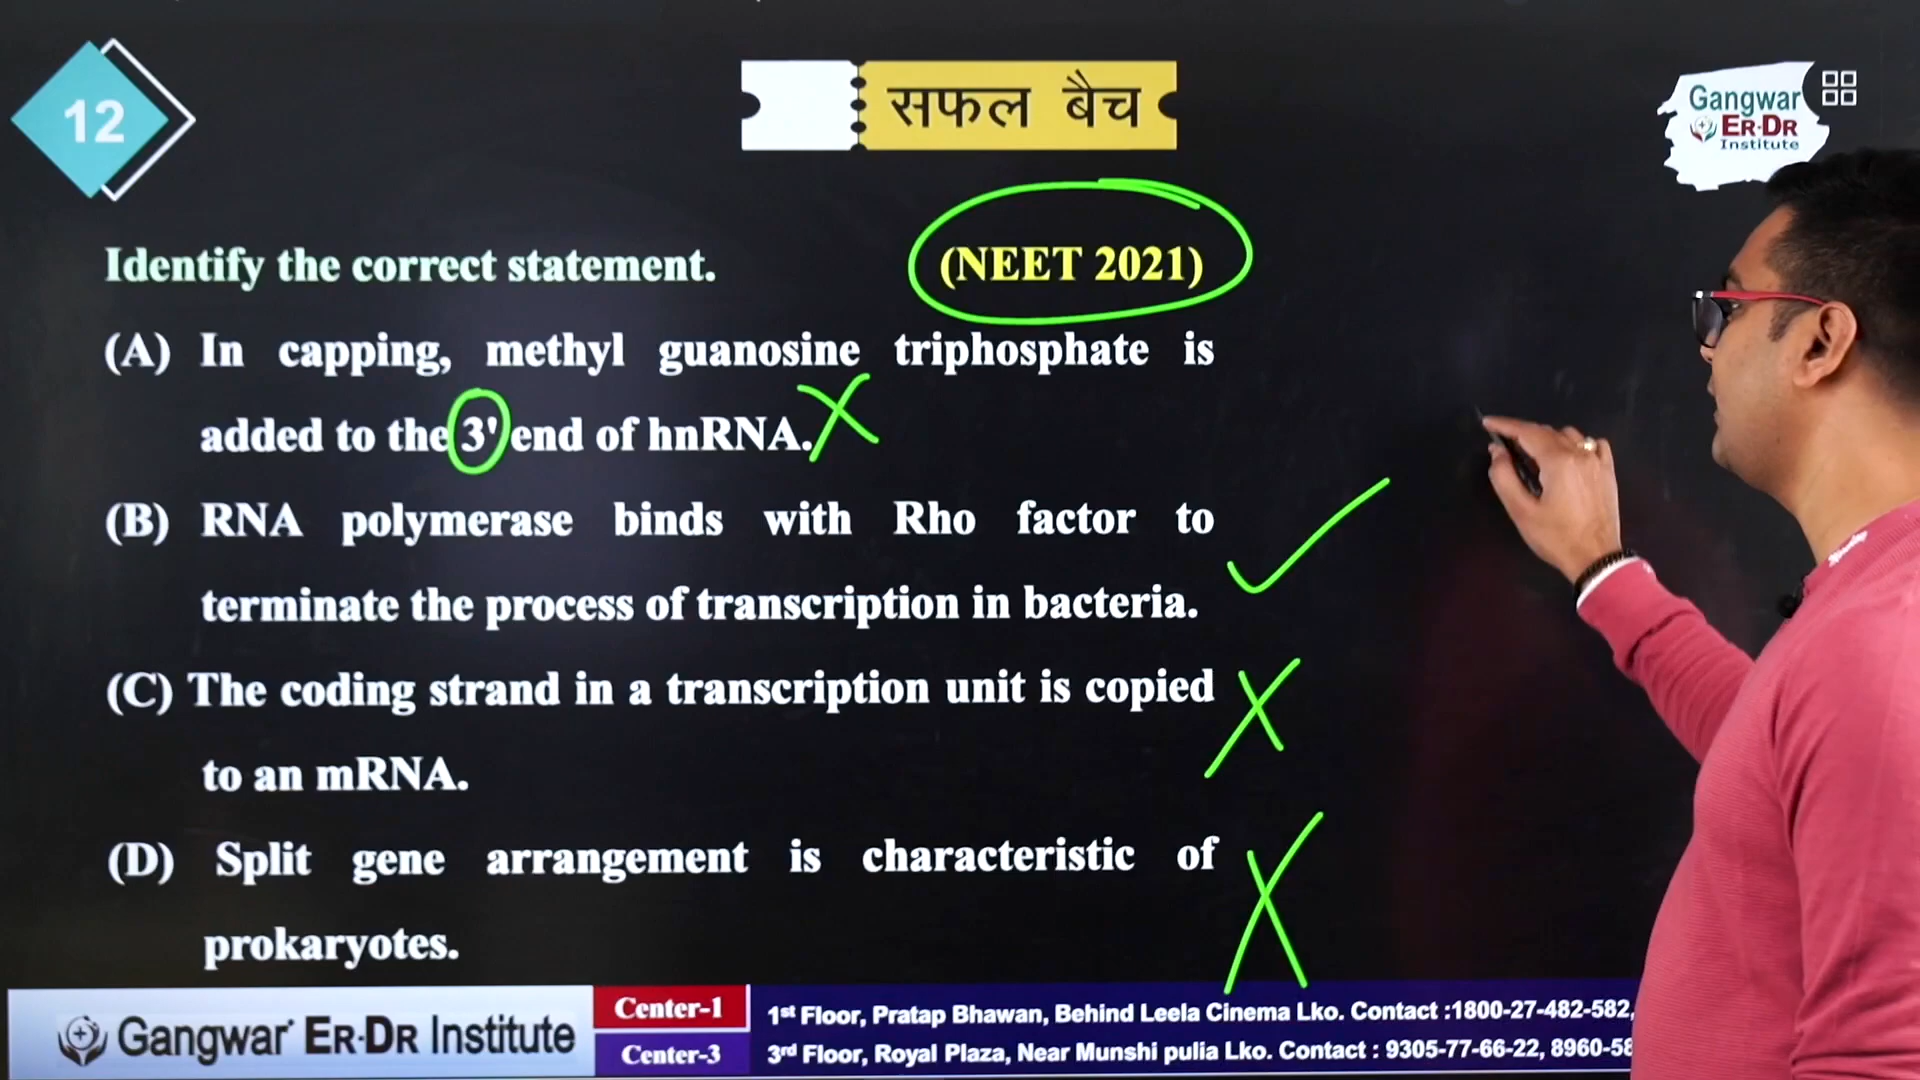 12
सफल बैच
Gangwar
ER·DR
Institute
Identify the correct statement. (NEET 2021)
(A) In capping, methyl guanosine triphosphate is
added to the 3' end of hnRNA.
(B) RNA polymerase binds with Rho factor to
terminate the process of transcription in bacteria.
(C) The coding strand in a transcription unit is copied
to an mRNA.
(D) Split gene arrangement is characteristic of
prokaryotes.
Gangwar ER·DR Institute
Center-1 1st Floor, Pratap Bhawan, Behind Leela Cinema Lko. Contact :1800-27-482-582,
Center-3 3rd Floor, Royal Plaza, Near Munshi pulia Lko. Contact : 9305-77-66-22, 8960-58